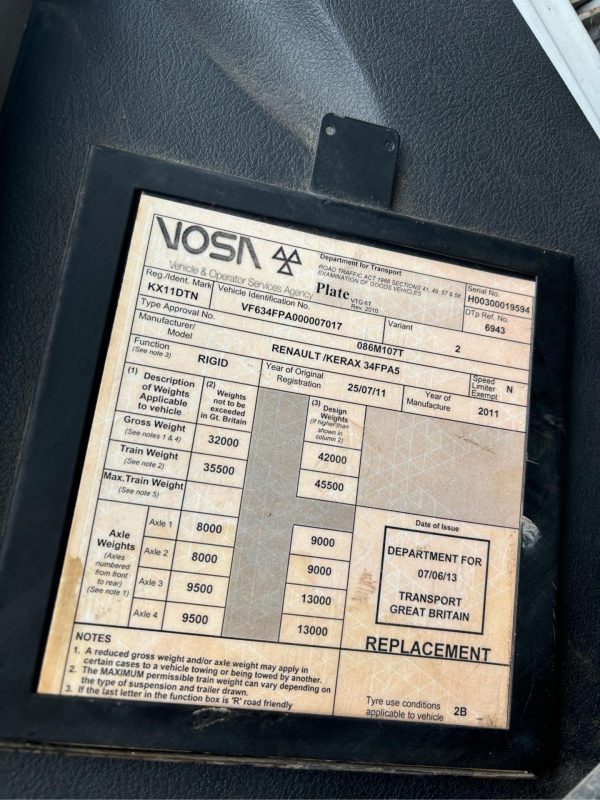 VOSA
Vehicle & Operator Services Agency
Department for Transport
ROAD TRAFFIC ACT 1988 SECTIONS 41, 49, 57 & 58
EXAMINATION OF GOODS VEHICLES
Plate VTG 6T
Rev. 2010
Serial No.
H00300019594
DTp Ref. No.
6943
Reg./Ident. Mark
KX11DTN
Vehicle Identification No.
VF634FPA000007017
Variant
2
Type Approval No.
086M107T
Manufacturer/
Model
RENAULT /KERAX 34FPA5
Function
(See note 3)
RIGID
Year of Original
Registration
25/07/11
Year of
Manufacture
2011
Speed
Limiter
Exempt
N
(1) Description
of Weights
Applicable
to vehicle
(2)
Weights
not to be
exceeded
in Gt. Britain
(3)
Design
Weights
(If higher than
shown in
column 2)
Gross Weight
(See notes 1 & 4)
32000
42000
Train Weight
(See note 2)
35500
45500
Max.Train Weight
(See note 5)
Axle
Weights
(Axles
numbered
from front
to rear)
(See note 1)
Axle 1
8000
9000
Axle 2
8000
9000
Axle 3
9500
13000
Axle 4
9500
13000
Date of Issue
DEPARTMENT FOR
07/06/13
TRANSPORT
GREAT BRITAIN
REPLACEMENT
NOTES
1. A reduced gross weight and/or axle weight may apply in
certain cases to a vehicle towing or being towed by another.
2. The MAXIMUM permissible train weight can vary depending on
the type of suspension and trailer drawn.
3. If the last letter in the function box is 'R' road friendly
Tyre use conditions
applicable to vehicle
2B